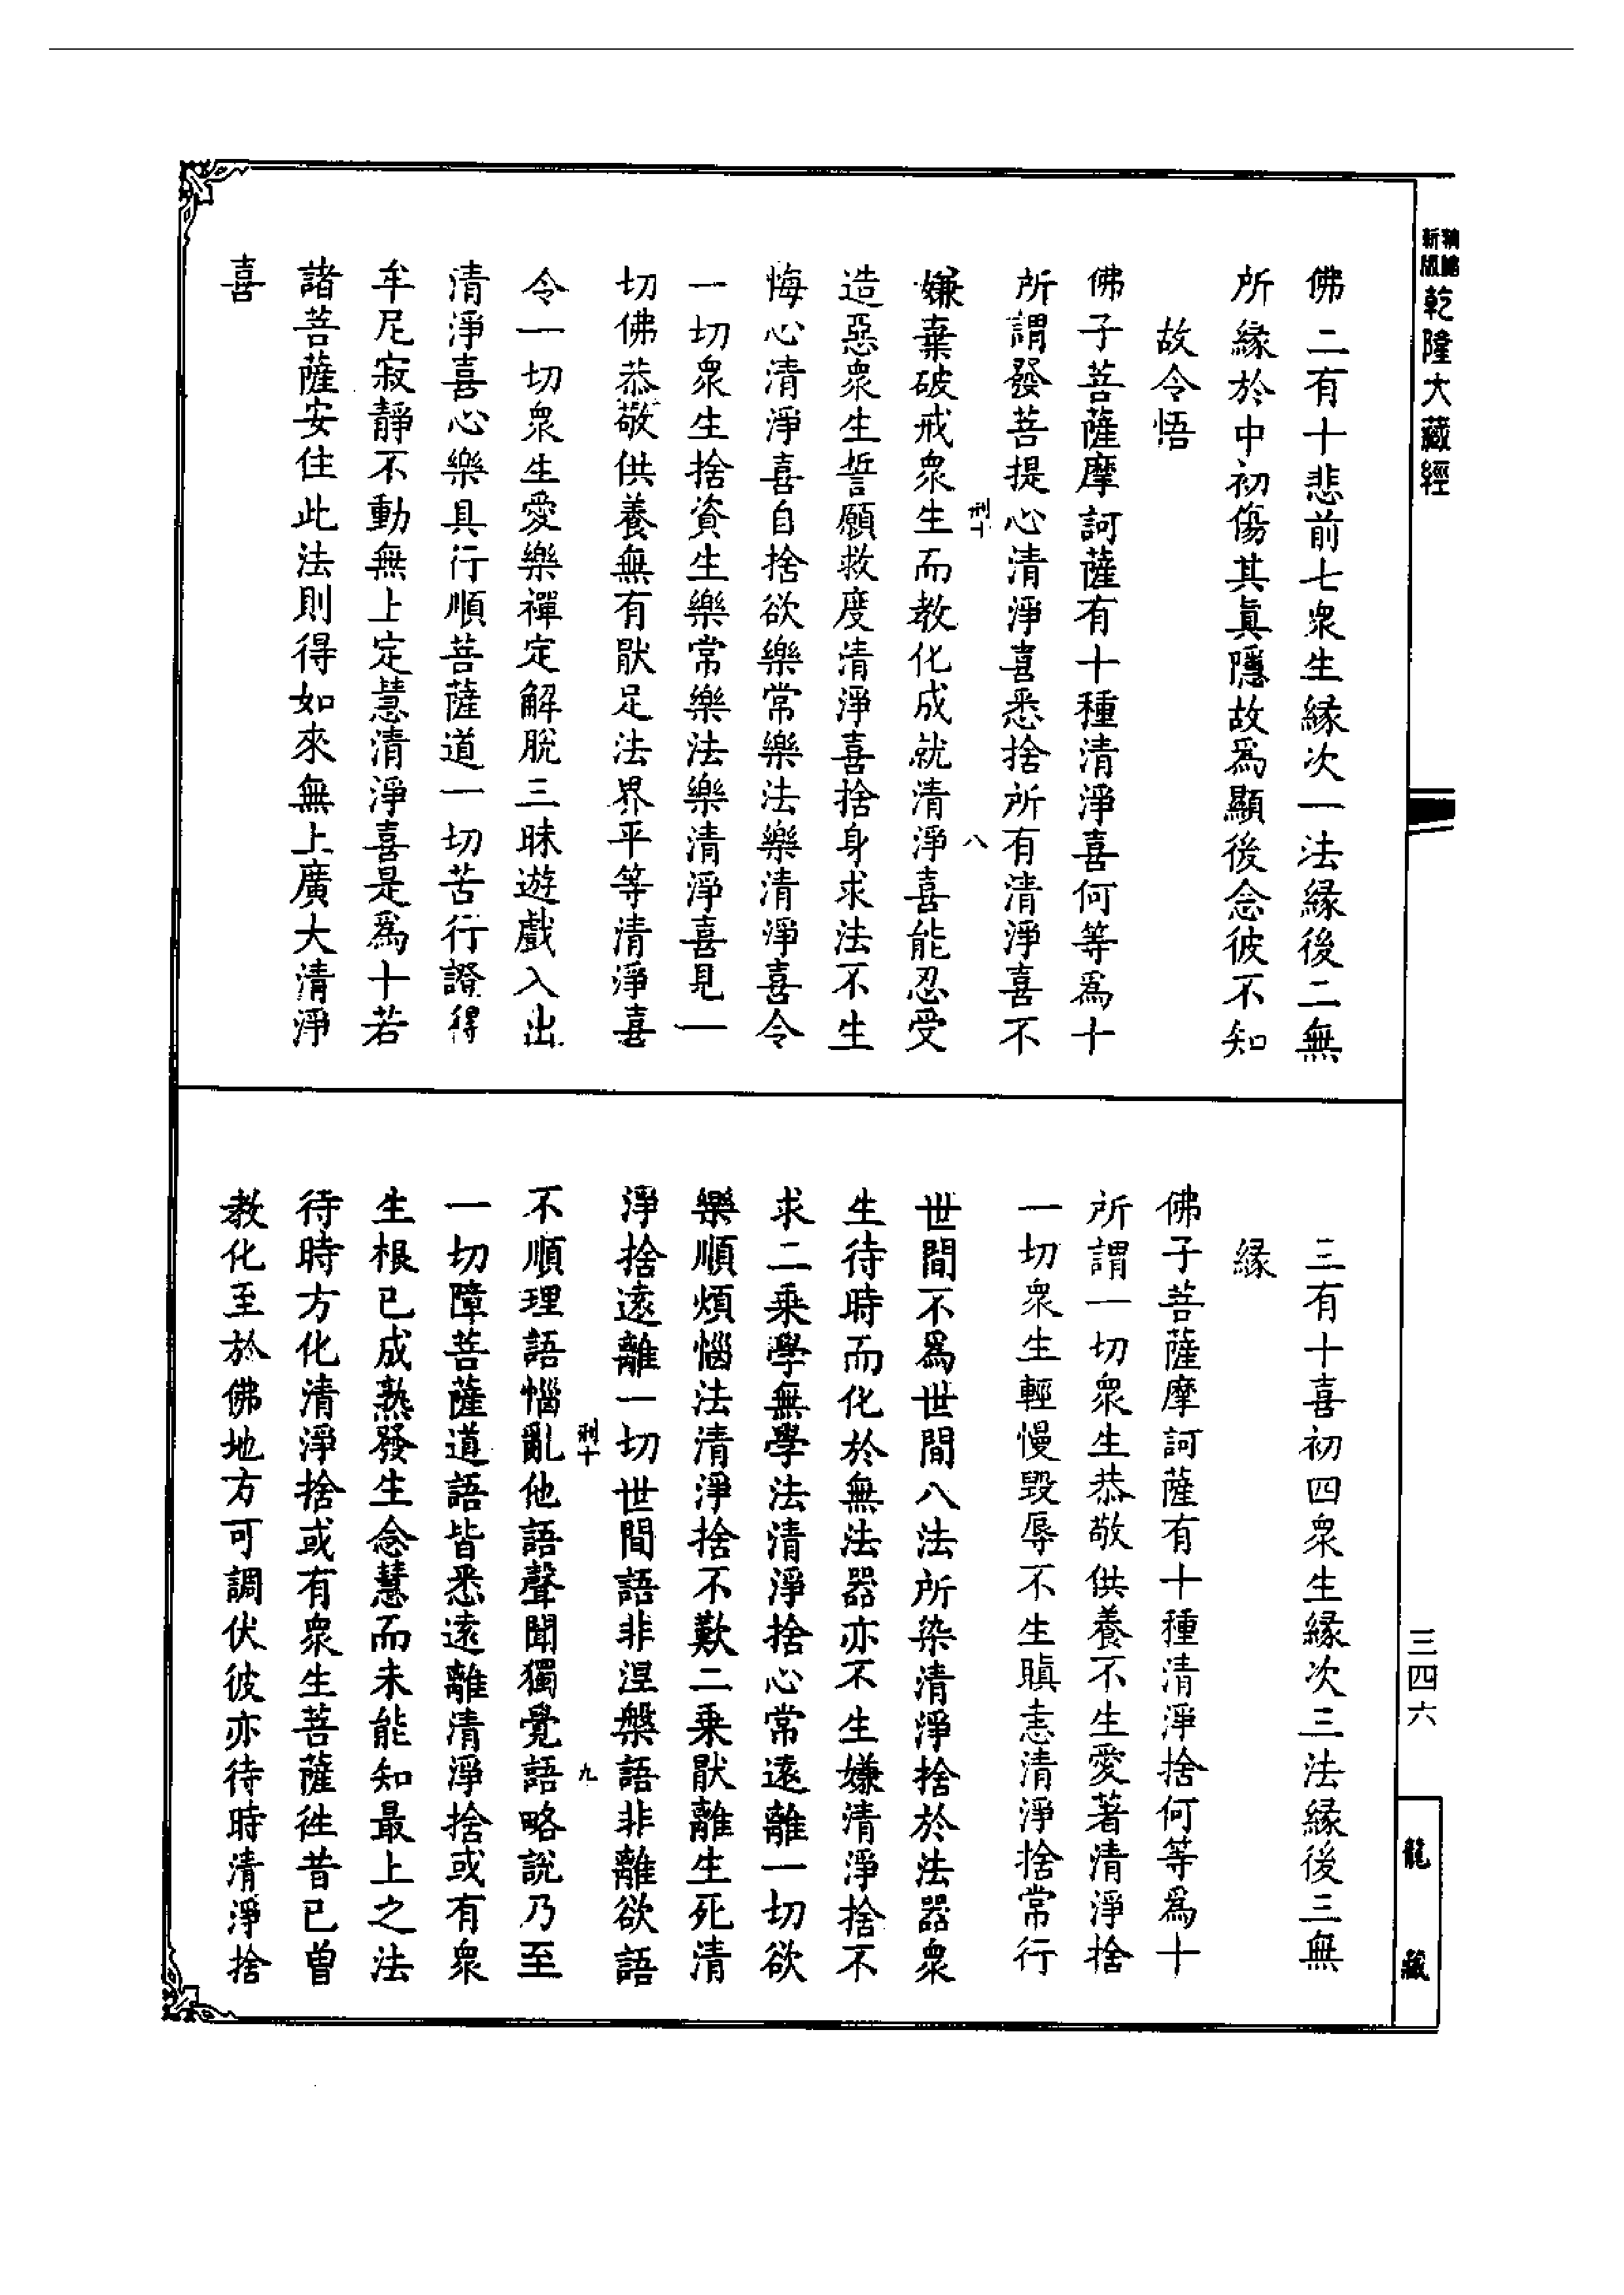 精縮
新版
乾隆大藏經
佛二有十悲前七衆生緣次一法緣後二無
所緣於中初傷其眞隱故爲顯後念彼不知
故令悟
佛子菩薩摩訶薩有十種清淨喜何等爲十
所謂發菩提心清淨喜悉捨所有清淨喜不
刑十
八
嫌棄破戒衆生而教化成就清淨喜能忍受
造惡衆生誓願救度清淨喜捨身求法不生
悔心清淨喜自捨欲樂常樂法樂清淨喜令
一切衆生捨資生樂常樂法樂清淨喜見一
切佛恭敬供養無有厭足法界平等清淨喜
令一切衆生愛樂禪定解脫三昧遊戲入出
清淨喜心樂具行順菩薩道一切苦行證得
牟尼寂靜不動無上定慧清淨喜是爲十若
諸菩薩安住此法則得如來無上廣大清淨
喜
三有十喜初四衆生緣次三法緣後三無
緣
佛子菩薩摩訶薩有十種清淨捨何等爲十
所謂一切衆生恭敬供養不生愛著清淨捨
一切衆生輕慢毀辱不生瞋恚清淨捨常行
世間不爲世間八法所染清淨捨於法器衆
生待時而化於無法器亦不生嫌清淨捨不
求二乘學無學法清淨捨心常遠離一切欲
樂順煩惱法清淨捨不歎二乘厭離生死清
淨捨遠離一切世間語非涅槃語非離欲語
刑十
九
不順理語惱亂他語聲聞獨覺語略說乃至
一切障菩薩道語皆悉遠離清淨捨或有衆
生根已成熟發生念慧而未能知最上之法
待時方化清淨捨或有衆生菩薩徃昔已曾
教化至於佛地方可調伏彼亦待時清淨捨
三四六
龍藏